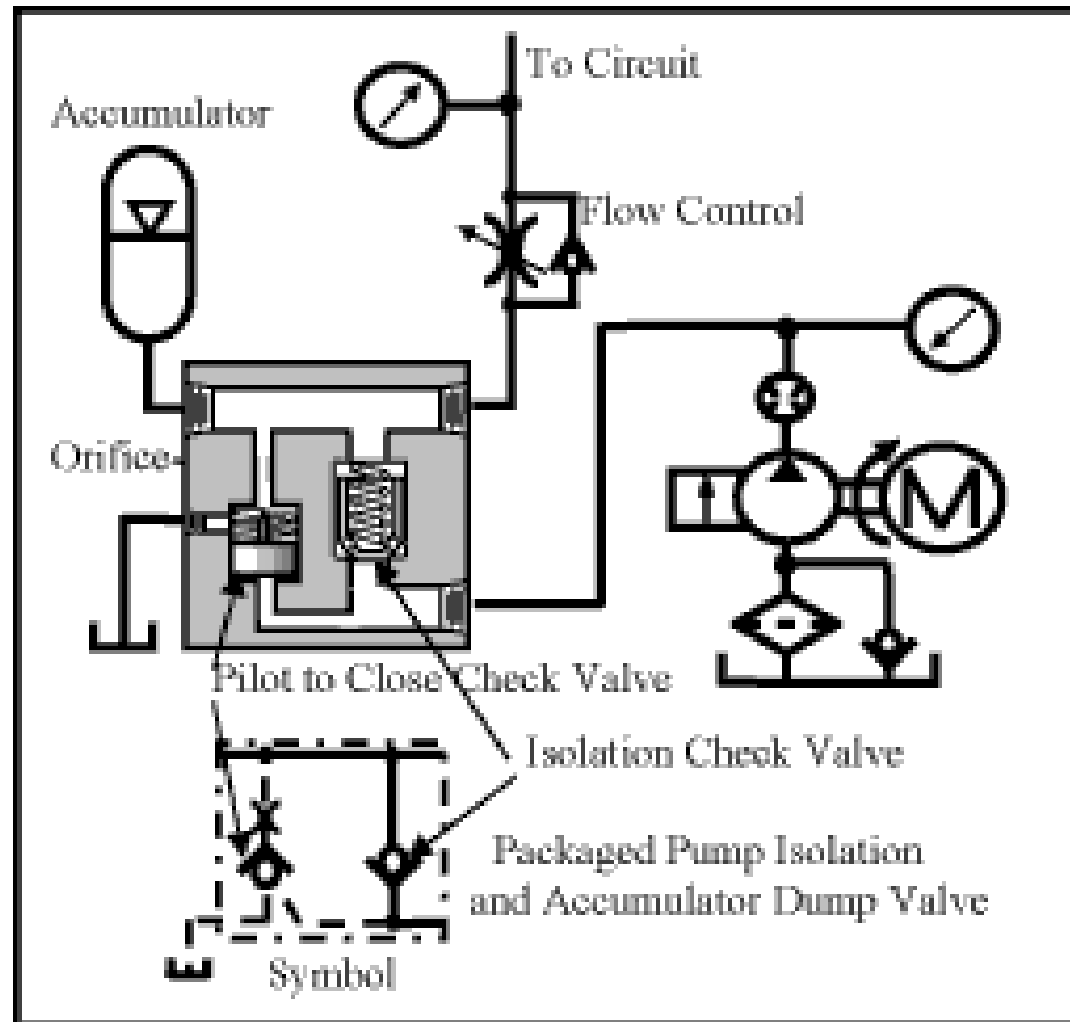 To Circuit
Accumulator
Flow Control
Orifice
M
Pilot to Close Check Valve
Isolation Check Valve
Packaged Pump Isolation
and Accumulator Dump Valve
Symbol